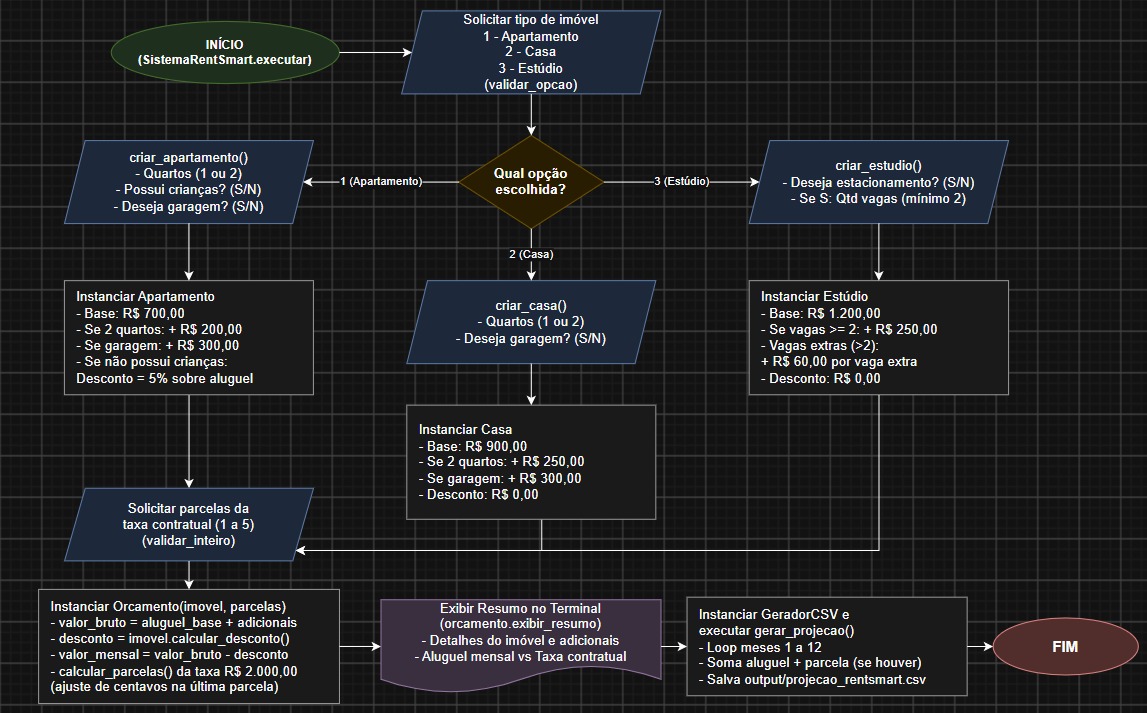 INÍCIO
(SistemaRentSmart.executar)
Solicitar tipo de imóvel
1 - Apartamento
2 - Casa
3 - Estúdio
(validar_opcao)
Qual opção
escolhida?
1 (Apartamento)
2 (Casa)
3 (Estúdio)
criar_apartamento()
- Quartos (1 ou 2)
- Possui crianças? (S/N)
- Deseja garagem? (S/N)
criar_estudio()
- Deseja estacionamento? (S/N)
- Se S: Qtd vagas (mínimo 2)
Instanciar Apartamento
- Base: R$ 700,00
- Se 2 quartos: + R$ 200,00
- Se garagem: + R$ 300,00
- Se não possui crianças:
Desconto = 5% sobre aluguel
criar_casa()
- Quartos (1 ou 2)
- Deseja garagem? (S/N)
Instanciar Estúdio
- Base: R$ 1.200,00
- Se vagas >= 2: + R$ 250,00
- Vagas extras (>2):
+ R$ 60,00 por vaga extra
- Desconto: R$ 0,00
Instanciar Casa
- Base: R$ 900,00
- Se 2 quartos: + R$ 250,00
- Se garagem: + R$ 300,00
- Desconto: R$ 0,00
Solicitar parcelas da
taxa contratual (1 a 5)
(validar_inteiro)
Instanciar Orcamento(imovel, parcelas)
- valor_bruto = aluguel_base + adicionais
- desconto = imovel.calcular_desconto()
- valor_mensal = valor_bruto - desconto
- calcular_parcelas() da taxa R$ 2.000,00
(ajuste de centavos na última parcela)
Exibir Resumo no Terminal
(orcamento.exibir_resumo)
- Detalhes do imóvel e adicionais
- Aluguel mensal vs Taxa contratual
Instanciar GeradorCSV e
executar gerar_projecao()
- Loop meses 1 a 12
- Soma aluguel + parcela (se houver)
- Salva output/projecao_rentsmart.csv
FIM